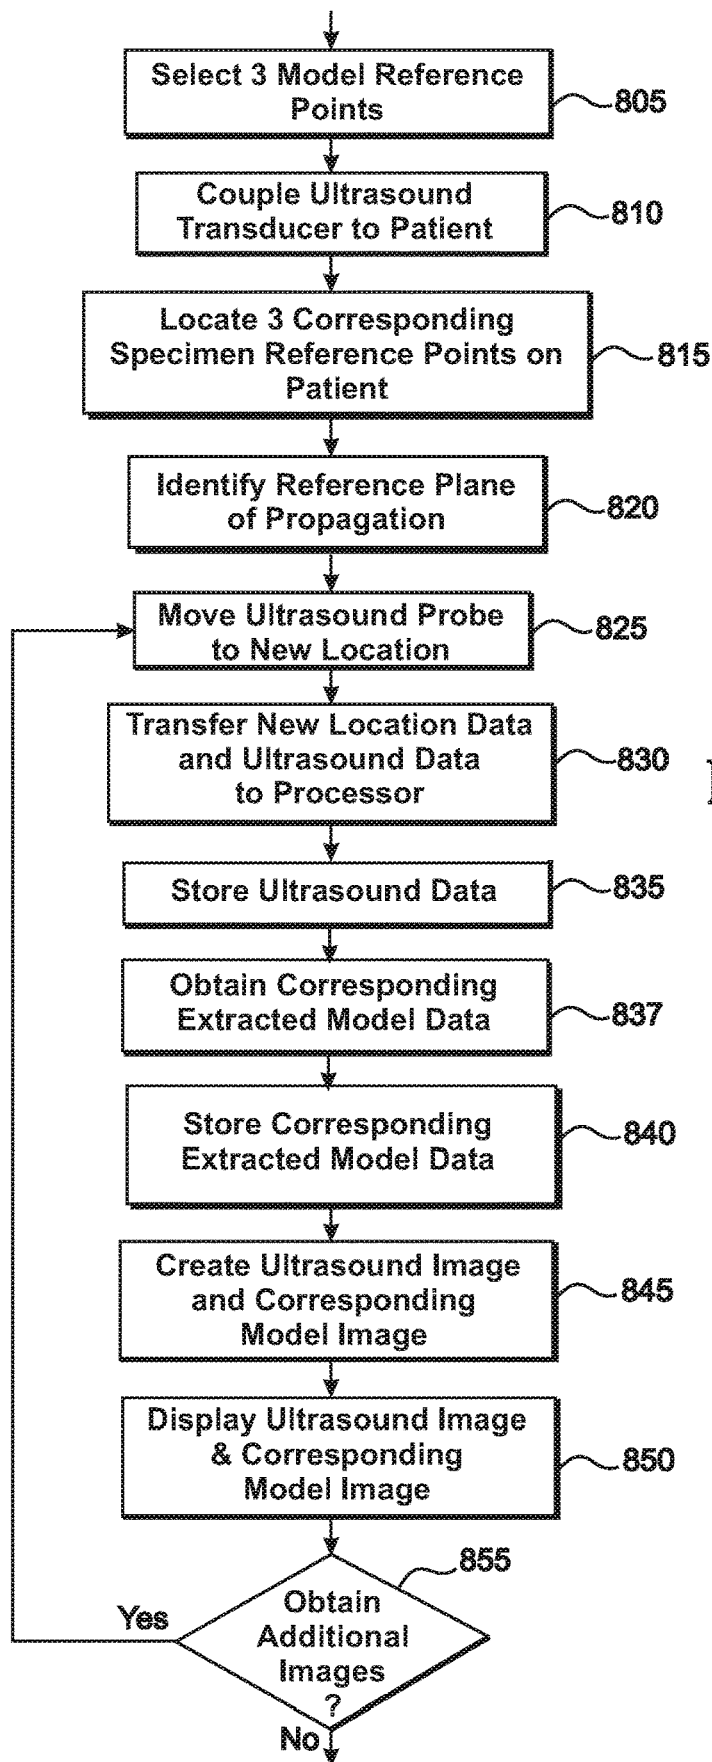 Select 3 Model Reference
Points
805
Couple Ultrasound
Transducer to Patient
810
Locate 3 Corresponding
Specimen Reference Points on
Patient
815
Identify Reference Plane
of Propagation
820
Move Ultrasound Probe
to New Location
825
Transfer New Location Data
and Ultrasound Data
to Processor
830
Store Ultrasound Data
835
Obtain Corresponding
Extracted Model Data
837
Store Corresponding
Extracted Model Data
840
Create Ultrasound Image
and Corresponding
Model Image
845
Display Ultrasound Image
& Corresponding
Model Image
850
855
Obtain
Additional
Images
?
Yes
No